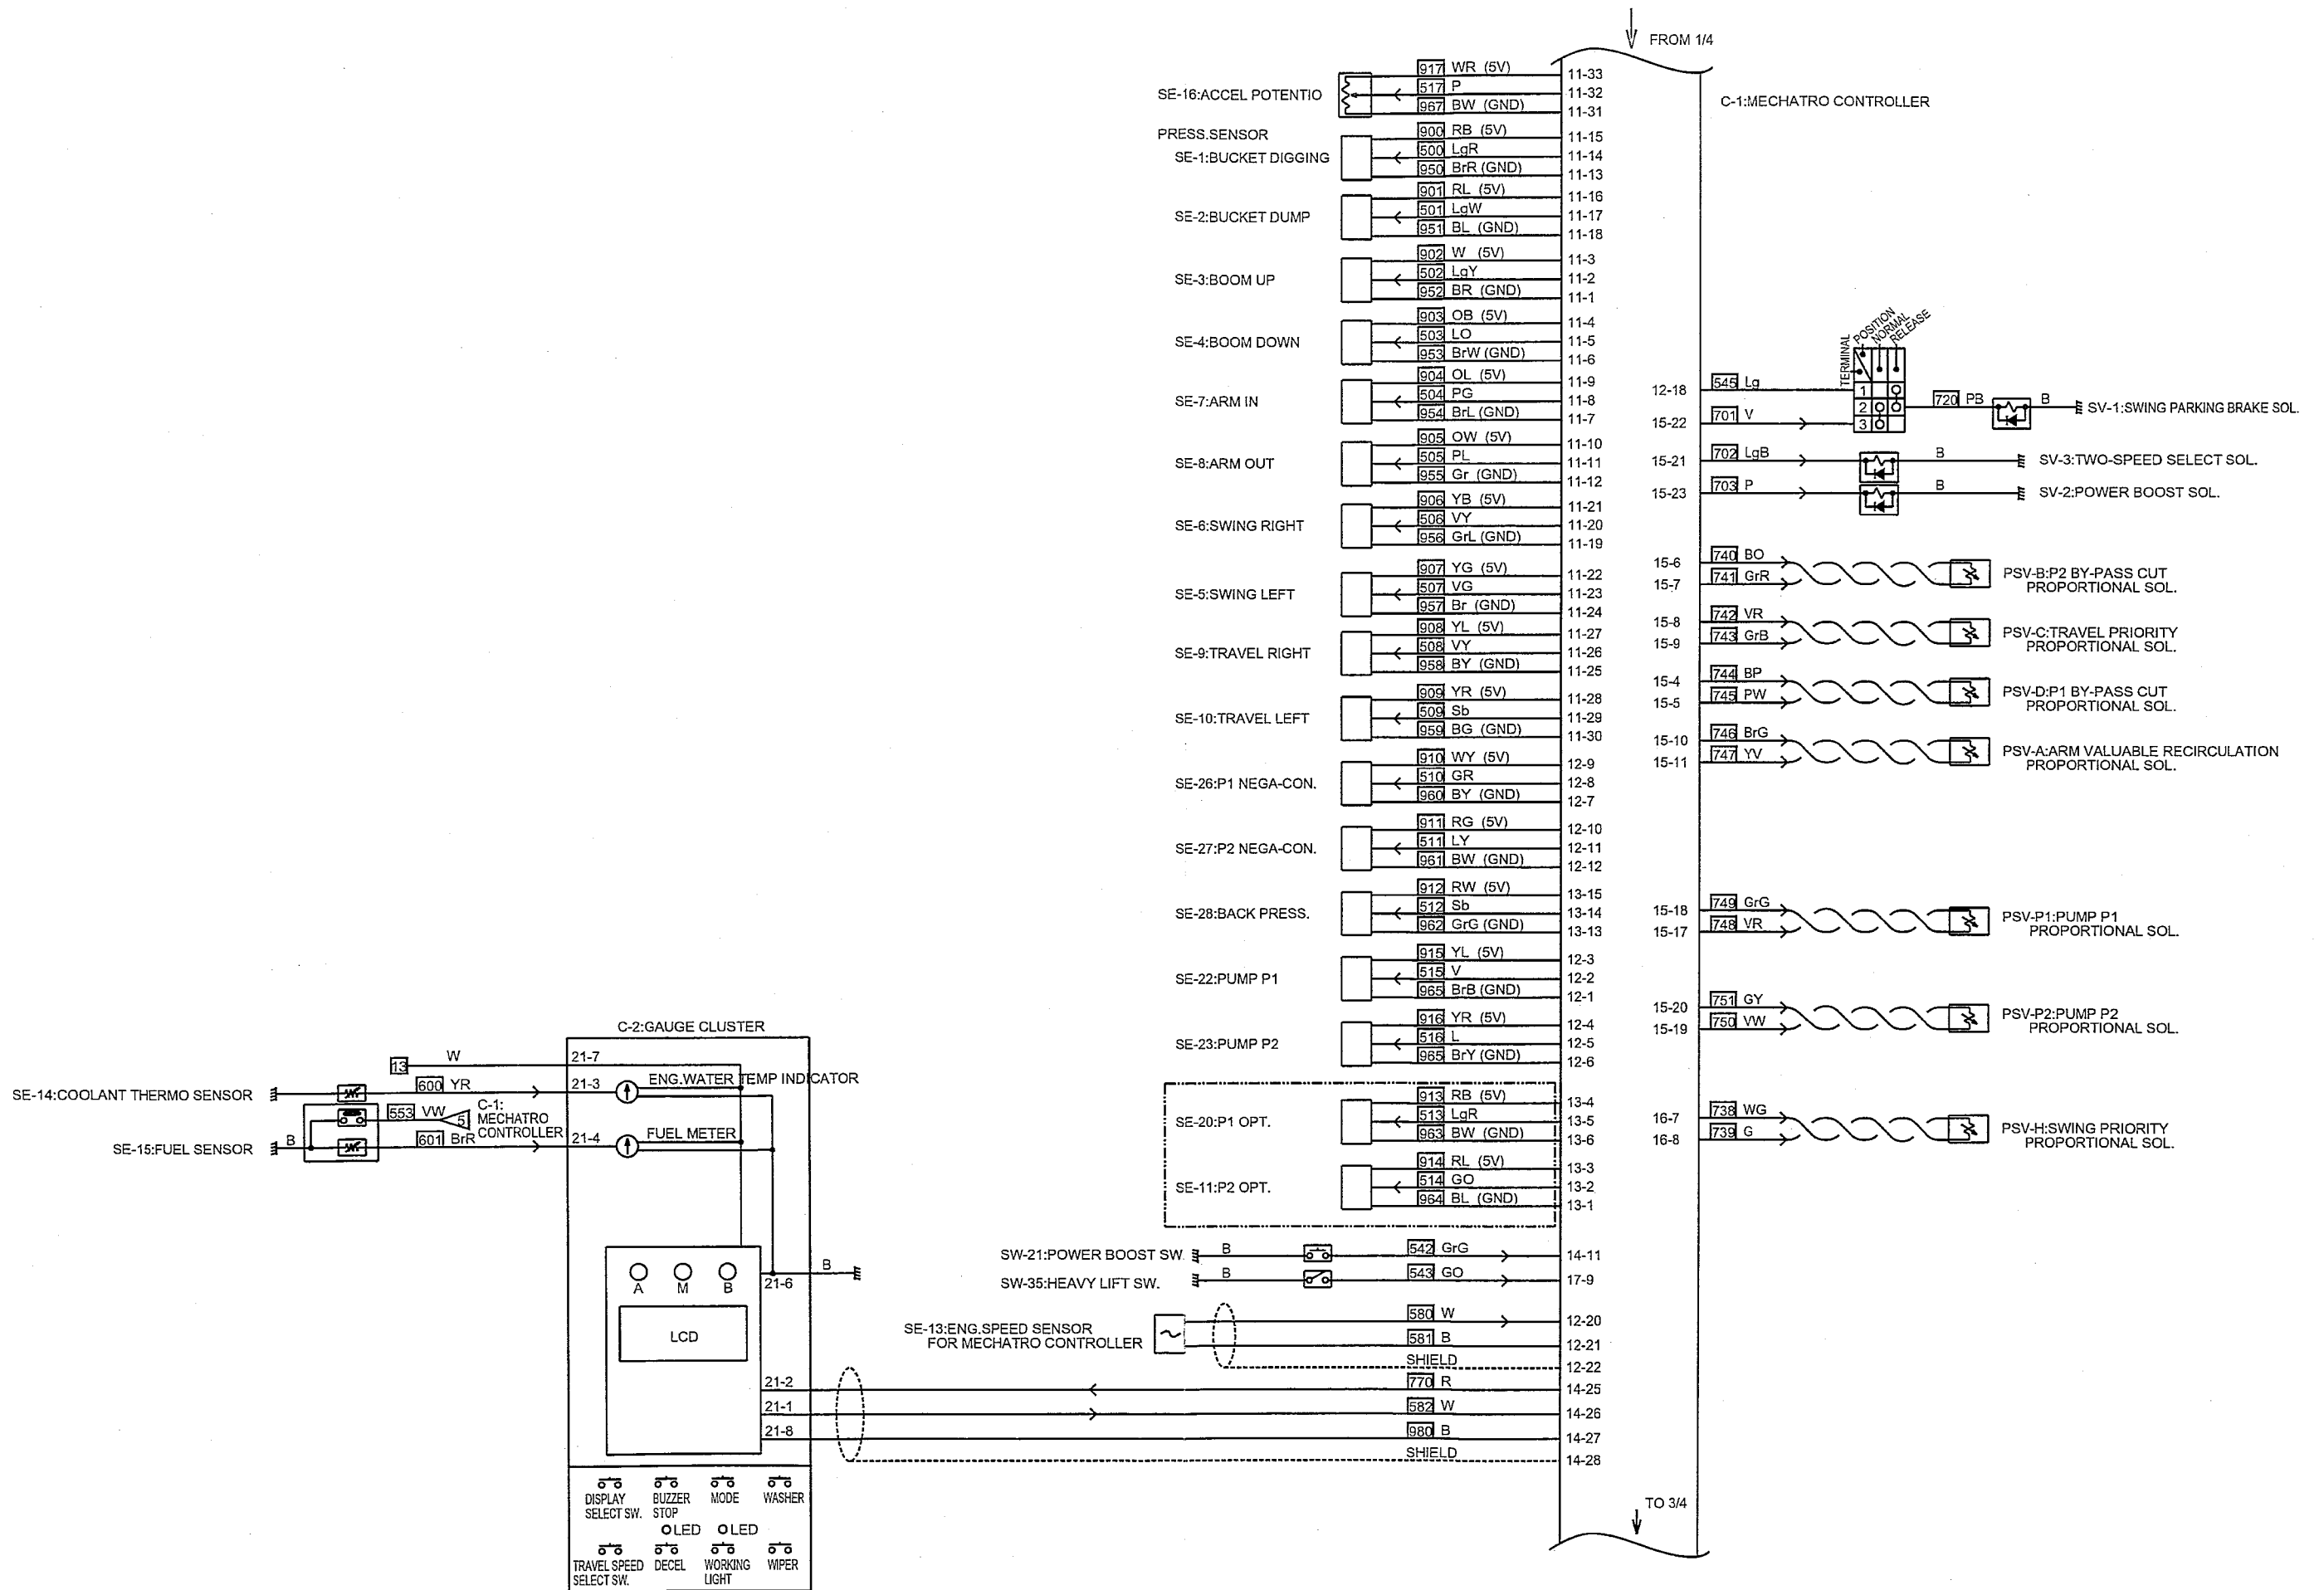 FROM 1/4
C-1:MECHATRO CONTROLLER
SE-16:ACCEL POTENTIO
917 WR (5V) 11-33
517 P 11-32
967 BW (GND) 11-31
PRESS.SENSOR
SE-1:BUCKET DIGGING
900 RB (5V) 11-15
500 LgR 11-14
950 BrR (GND) 11-13
SE-2:BUCKET DUMP
901 RL (5V) 11-16
501 LgW 11-17
951 BL (GND) 11-18
SE-3:BOOM UP
902 W (5V) 11-3
502 LgY 11-2
952 BR (GND) 11-1
SE-4:BOOM DOWN
903 OB (5V) 11-4
503 LO 11-5
953 BrW (GND) 11-6
SE-7:ARM IN
904 OL (5V) 11-9
504 PG 11-8
954 BrL (GND) 11-7
SE-8:ARM OUT
905 OW (5V) 11-10
505 PL 11-11
955 Gr (GND) 11-12
SE-6:SWING RIGHT
906 YB (5V) 11-21
506 VY 11-20
956 GrL (GND) 11-19
SE-5:SWING LEFT
907 YG (5V) 11-22
507 VG 11-23
957 Br (GND) 11-24
SE-9:TRAVEL RIGHT
908 YL (5V) 11-27
508 VY 11-26
958 BY (GND) 11-25
SE-10:TRAVEL LEFT
909 YR (5V) 11-28
509 Sb 11-29
959 BG (GND) 11-30
SE-26:P1 NEGA-CON.
910 WY (5V) 12-9
510 GR 12-8
960 BY (GND) 12-7
SE-27:P2 NEGA-CON.
911 RG (5V) 12-10
511 LY 12-11
961 BW (GND) 12-12
SE-28:BACK PRESS.
912 RW (5V) 13-15
512 Sb 13-14
962 GrG (GND) 13-13
SE-22:PUMP P1
915 YL (5V) 12-3
515 V 12-2
965 BrB (GND) 12-1
SE-23:PUMP P2
916 YR (5V) 12-4
516 L 12-5
965 BrY (GND) 12-6
SE-20:P1 OPT.
913 RB (5V) 13-4
513 LgR 13-5
963 BW (GND) 13-6
SE-11:P2 OPT.
914 RL (5V) 13-3
514 GO 13-2
964 BL (GND) 13-1
SW-21:POWER BOOST SW. B 542 GrG 14-11
SW-35:HEAVY LIFT SW. B 543 GO 17-9
SE-13:ENG.SPEED SENSOR
FOR MECHATRO CONTROLLER
580 W 12-20
581 B 12-21
SHIELD 12-22
21-2 770 R 14-25
21-1 582 W 14-26
21-8 980 B 14-27
SHIELD 14-28
TO 3/4
TERMINAL
POSITION
NORMAL
RELEASE
1
2
3
12-18 545 Lg
15-22 701 V
720 PB B SV-1:SWING PARKING BRAKE SOL.
15-21 702 LgB B SV-3:TWO-SPEED SELECT SOL.
15-23 703 P B SV-2:POWER BOOST SOL.
15-6 740 BO
15-7 741 GrR
PSV-B:P2 BY-PASS CUT
PROPORTIONAL SOL.
15-8 742 VR
15-9 743 GrB
PSV-C:TRAVEL PRIORITY
PROPORTIONAL SOL.
15-4 744 BP
15-5 745 PW
PSV-D:P1 BY-PASS CUT
PROPORTIONAL SOL.
15-10 746 BrG
15-11 747 YV
PSV-A:ARM VALUABLE RECIRCULATION
PROPORTIONAL SOL.
15-18 749 GrG
15-17 748 VR
PSV-P1:PUMP P1
PROPORTIONAL SOL.
15-20 751 GY
15-19 750 VW
PSV-P2:PUMP P2
PROPORTIONAL SOL.
16-7 738 WG
16-8 739 G
PSV-H:SWING PRIORITY
PROPORTIONAL SOL.
C-2:GAUGE CLUSTER
13 W 21-7
SE-14:COOLANT THERMO SENSOR 600 YR 21-3 ENG.WATER TEMP INDICATOR
553 VW 5 C-1:
MECHATRO
CONTROLLER
SE-15:FUEL SENSOR B 601 BrR 21-4 FUEL METER
21-6 B
A M B
LCD
DISPLAY
SELECT SW.
BUZZER
STOP
MODE
WASHER
LED LED
TRAVEL SPEED
SELECT SW.
DECEL
WORKING
LIGHT
WIPER